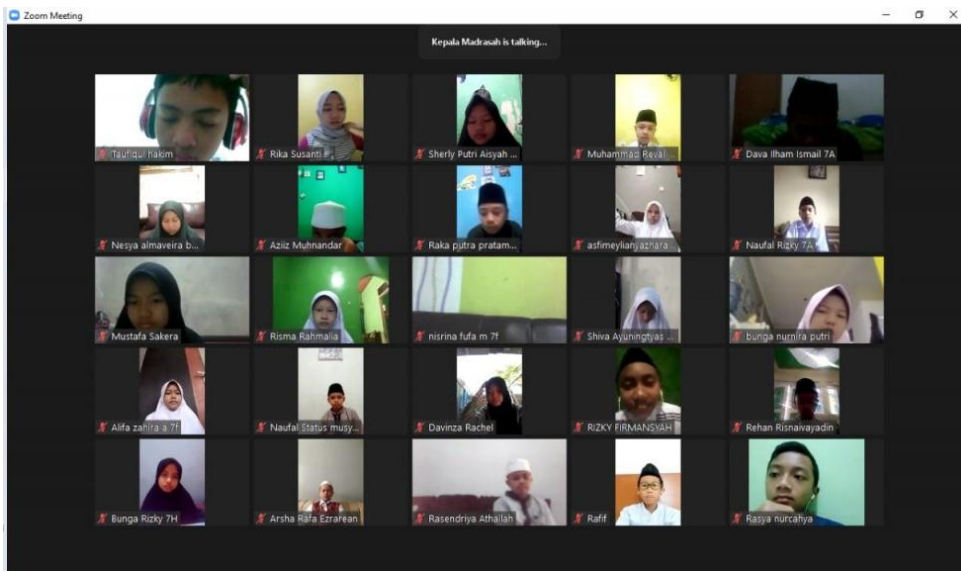 Zoom Meeting
Kepala Madrasah is talking...
Taufiqul hakim
Rika Susanti
Sherly Putri Aisyah ...
Muhammad Reval...
Dava Ilham Ismail 7A
Nesya almaveira b...
Aziiz Muhnandar
Raka putra pratam...
asfimeylianyazhara
Naufal Rizky 7A
Mustafa Sakera
Risma Rahmalia
nisrina fufa m 7f
Shiva Ayuningtyas ...
bunga nurnira putri
Alifa zahira a 7f
Naufal Status musy...
Davinza Rachel
RIZKY FIRMANSYAH
Rehan Risnaivayadin
Bunga Rizky 7H
Arsha Rafa Ezrarean
Rasendriya Athailah
Rafif
Rasya nurcahya